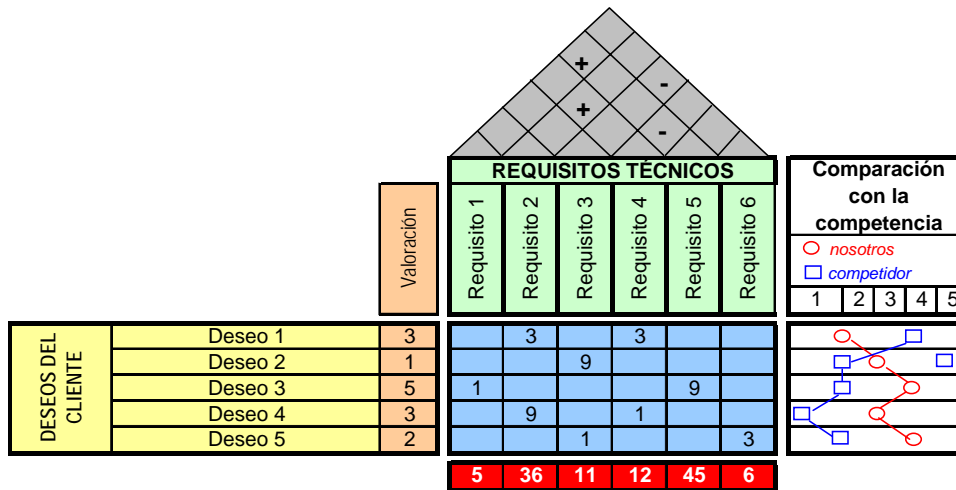 +
-
+
-
REQUISITOS TÉCNICOS
Comparación
con la
competencia
nosotros
competidor
1 2 3 4 5
Valoración
Requisito 1
Requisito 2
Requisito 3
Requisito 4
Requisito 5
Requisito 6
DESEOS DEL
CLIENTE
Deseo 1 3 3 3
Deseo 2 1 9
Deseo 3 5 1 9
Deseo 4 3 9 1
Deseo 5 2 1 3
5 36 11 12 45 6